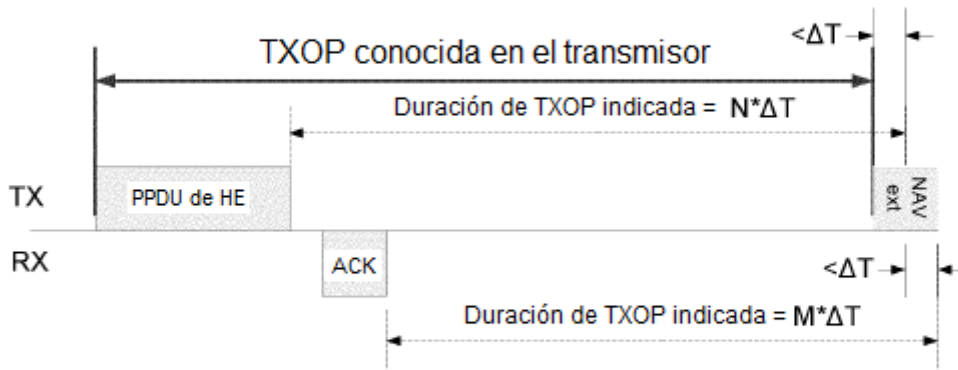 <ΔT
TXOP conocida en el transmisor
Duración de TXOP indicada = N*ΔT
TX
PPDU de HE
NAV
ext
RX
ACK
<ΔT
Duración de TXOP indicada = M*ΔT